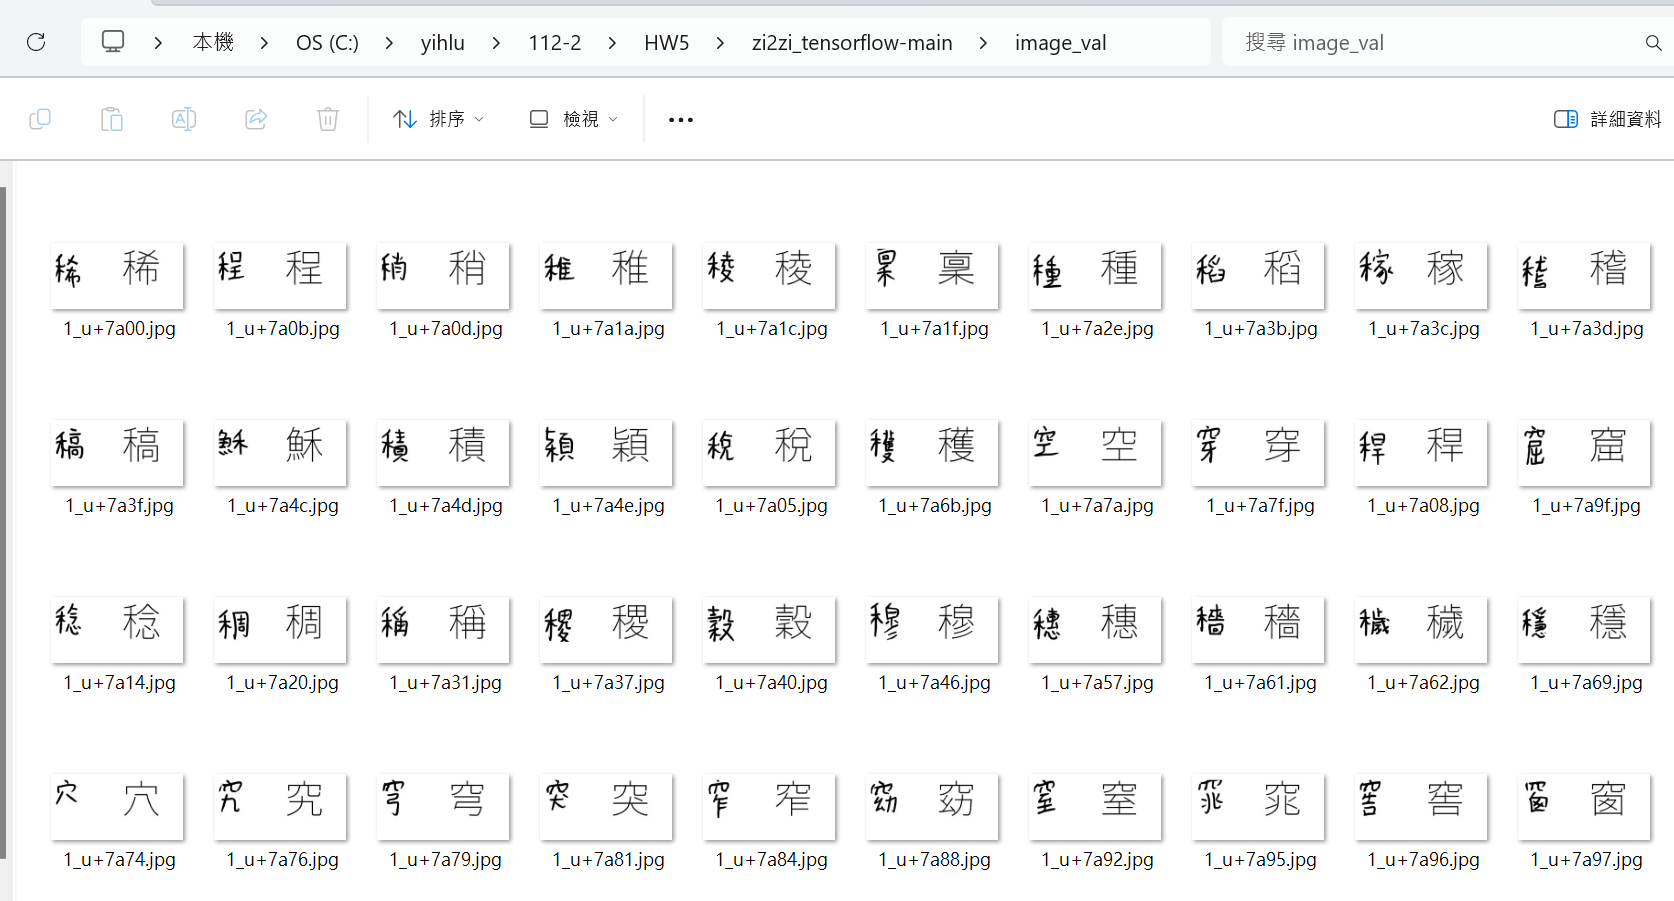 本機 > OS (C:) > yihlu > 112-2 > HW5 > zi2zi_tensorflow-main > image_val 搜尋 image_val
排序 檢視 ••• 詳細資料
稀 稀 程 程 稍 稍 稚 稚 稜 稜 稟 稟 種 種 稻 稻 稼 稼 稽 稽
1_u+7a00.jpg 1_u+7a0b.jpg 1_u+7a0d.jpg 1_u+7a1a.jpg 1_u+7a1c.jpg 1_u+7a1f.jpg 1_u+7a2e.jpg 1_u+7a3b.jpg 1_u+7a3c.jpg 1_u+7a3d.jpg
稿 稿 穌 穌 積 積 穎 穎 稅 稅 穫 穫 空 空 穿 穿 稈 稈 窟 窟
1_u+7a3f.jpg 1_u+7a4c.jpg 1_u+7a4d.jpg 1_u+7a4e.jpg 1_u+7a05.jpg 1_u+7a6b.jpg 1_u+7a7a.jpg 1_u+7a7f.jpg 1_u+7a08.jpg 1_u+7a9f.jpg
稔 稔 稠 稠 稱 稱 稷 稷 穀 穀 穆 穆 穗 穗 穡 穡 穢 穢 穩 穩
1_u+7a14.jpg 1_u+7a20.jpg 1_u+7a31.jpg 1_u+7a37.jpg 1_u+7a40.jpg 1_u+7a46.jpg 1_u+7a57.jpg 1_u+7a61.jpg 1_u+7a62.jpg 1_u+7a69.jpg
穴 穴 究 究 穹 穹 突 突 窄 窄 窈 窈 窒 窒 窕 窕 窖 窖 窗 窗
1_u+7a74.jpg 1_u+7a76.jpg 1_u+7a79.jpg 1_u+7a81.jpg 1_u+7a84.jpg 1_u+7a88.jpg 1_u+7a92.jpg 1_u+7a95.jpg 1_u+7a96.jpg 1_u+7a97.jpg